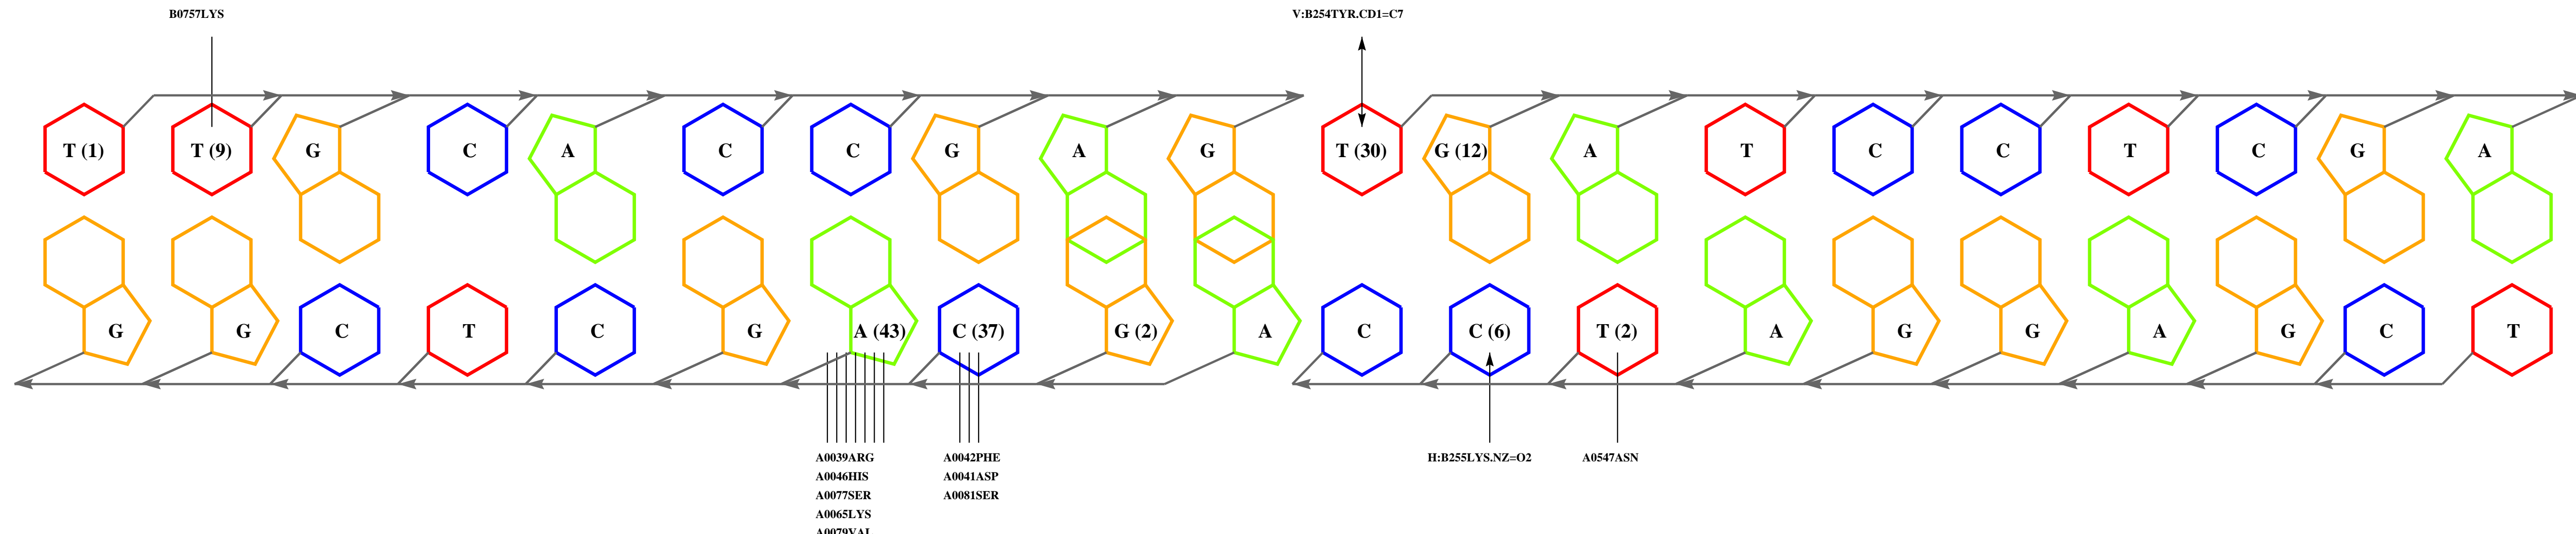 B0757LYS V:B254TYR.CD1=C7
T (1) T (9) G C A C C G A G T (30) G (12) A T C C T C G A
G G C T C G A (43) C (37) G (2) A C C (6) T (2) A G G A G C T
A0039ARG A0042PHE H:B255LYS.NZ=O2 A0547ASN
A0046HIS A0041ASP
A0077SER A0081SER
A0065LYS
A0079VAL